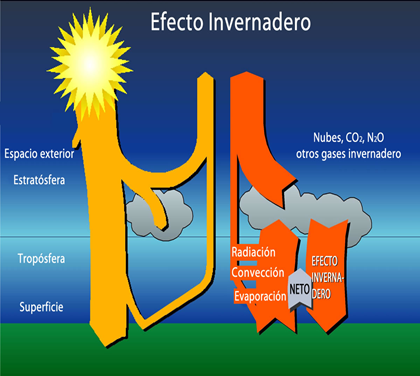 Efecto Invernadero
Nubes, CO₂, N₂O
otros gases invernadero
Espacio exterior
Estratósfera
Tropósfera
Superficie
Radiación
Convección
Evaporación
NETO
EFECTO
INVERNA-
DERO